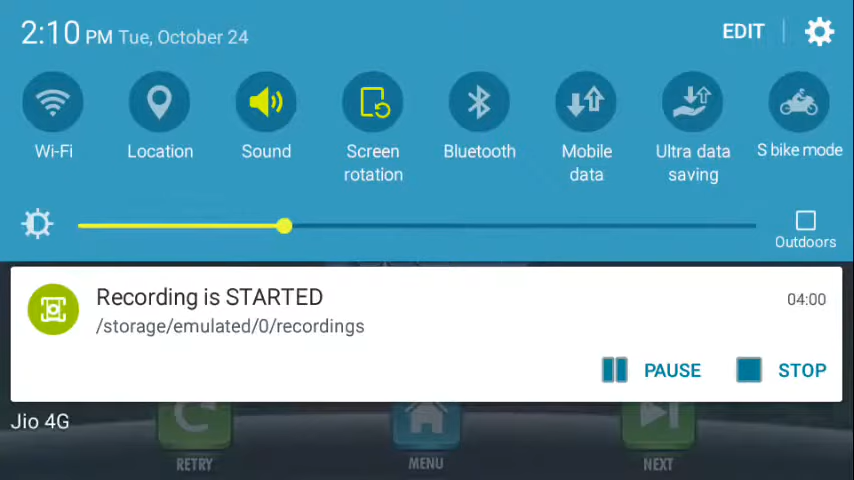 2:10 PM Tue, October 24
EDIT
Wi-Fi
Location
Sound
Screen
rotation
Bluetooth
Mobile
data
Ultra data
saving
S bike mode
Outdoors
Recording is STARTED
04:00
/storage/emulated/0/recordings
PAUSE
STOP
Jio 4G
RETRY
MENU
NEXT